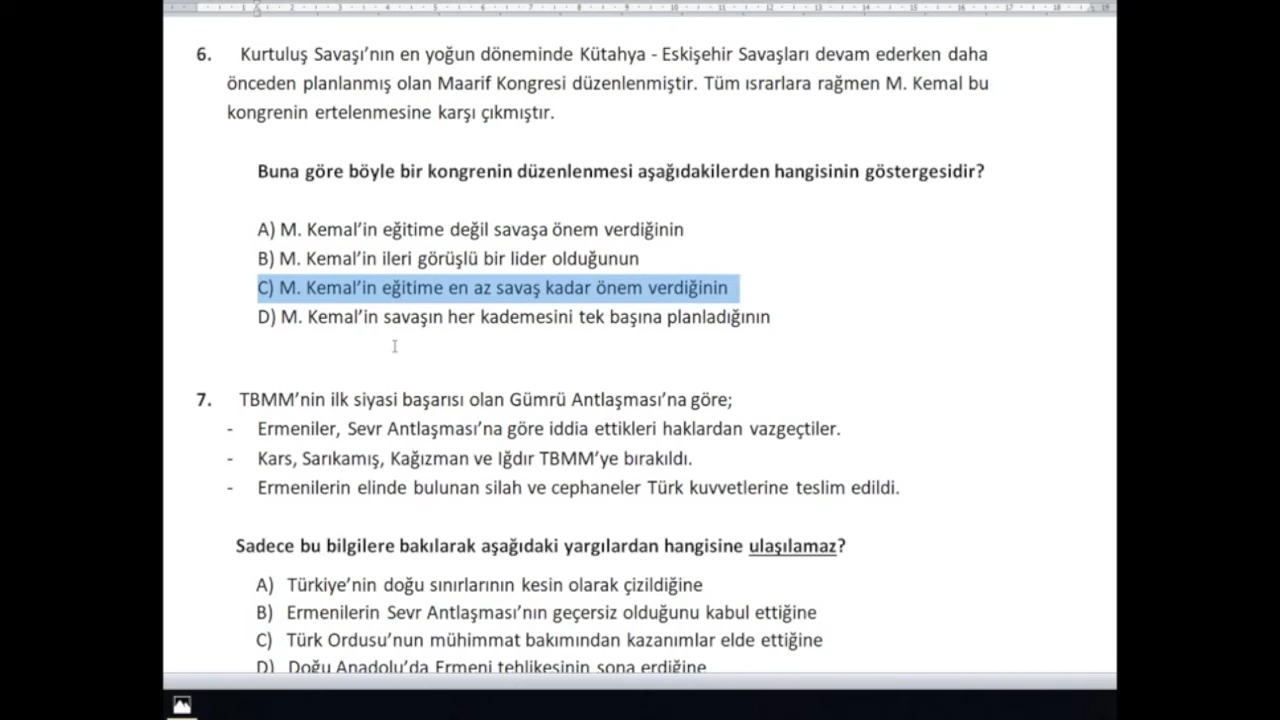 6. Kurtuluş Savaşı’nın en yoğun döneminde Kütahya - Eskişehir Savaşları devam ederken daha
önceden planlanmış olan Maarif Kongresi düzenlenmiştir. Tüm ısrarlara rağmen M. Kemal bu
kongrenin ertelenmesine karşı çıkmıştır.
Buna göre böyle bir kongrenin düzenlenmesi aşağıdakilerden hangisinin göstergesidir?
A) M. Kemal’in eğitime değil savaşa önem verdiğinin
B) M. Kemal’in ileri görüşlü bir lider olduğunun
C) M. Kemal’in eğitime en az savaş kadar önem verdiğinin
D) M. Kemal’in savaşın her kademesini tek başına planladığının
7. TBMM’nin ilk siyasi başarısı olan Gümrü Antlaşması’na göre;
- Ermeniler, Sevr Antlaşması’na göre iddia ettikleri haklardan vazgeçtiler.
- Kars, Sarıkamış, Kağızman ve Iğdır TBMM’ye bırakıldı.
- Ermenilerin elinde bulunan silah ve cephaneler Türk kuvvetlerine teslim edildi.
Sadece bu bilgilere bakılarak aşağıdaki yargılardan hangisine ulaşılamaz?
A) Türkiye’nin doğu sınırlarının kesin olarak çizildiğine
B) Ermenilerin Sevr Antlaşması’nın geçersiz olduğunu kabul ettiğine
C) Türk Ordusu’nun mühimmat bakımından kazanımlar elde ettiğine
D) Doğu Anadolu’da Ermeni tehlikesinin sona erdiğine